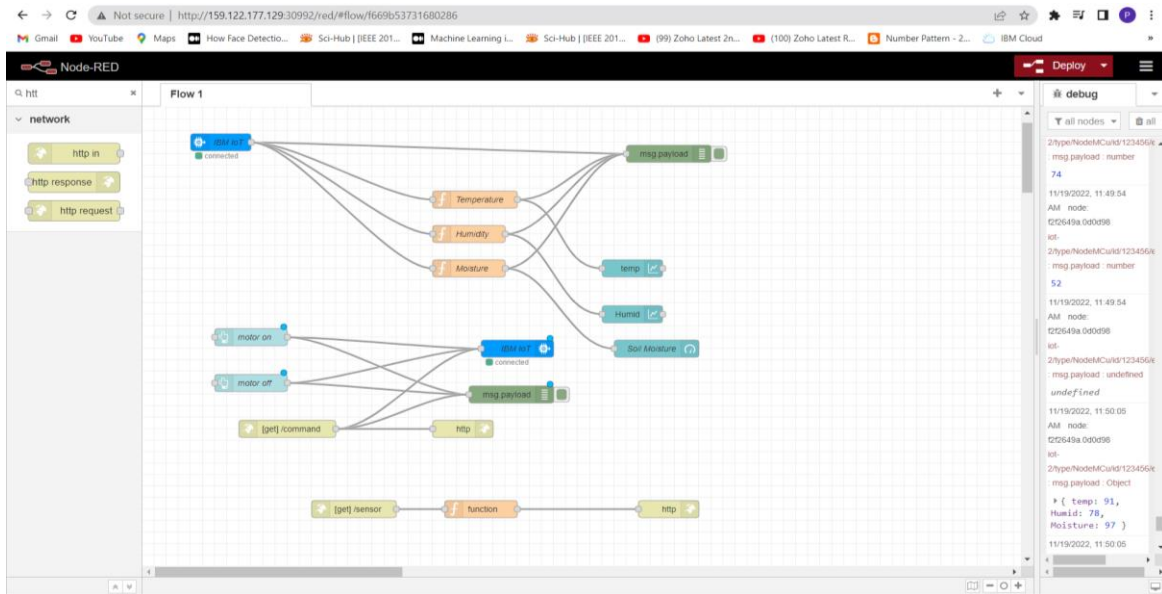 Not secure | http://159.122.177.129:30992/red/#flow/f669b53731680286
P
Gmail YouTube Maps How Face Detectio... Sci-Hub | [IEEE 201... Machine Learning i... Sci-Hub | [IEEE 201... (99) Zoho Latest 2n... (100) Zoho Latest R... Number Pattern - 2... IBM Cloud »
Node-RED
Deploy
htt
Flow 1
debug
network
all nodes
all
http in
http response
http request
IBM IoT
connected
msg.payload
Temperature
Humidity
Moisture
temp
Humid
Soil Moisture
motor on
motor off
IBM IoT
connected
msg.payload
[get] /command
http
[get] /sensor
function
http
2/type/NodeMCu/id/123456/e
msg.payload : number
74
11/19/2022, 11:49:54
AM node:
f2f2649a.0d0d98
iot-
2/type/NodeMCu/id/123456/e
: msg.payload : number
52
11/19/2022, 11:49:54
AM node:
f2f2649a.0d0d98
iot-
2/type/NodeMCu/id/123456/e
: msg.payload : undefined
undefined
11/19/2022, 11:50:05
AM node:
f2f2649a.0d0d98
iot-
2/type/NodeMCu/id/123456/e
: msg.payload : Object
{ temp: 91,
Humid: 78,
Moisture: 97 }
11/19/2022, 11:50:05